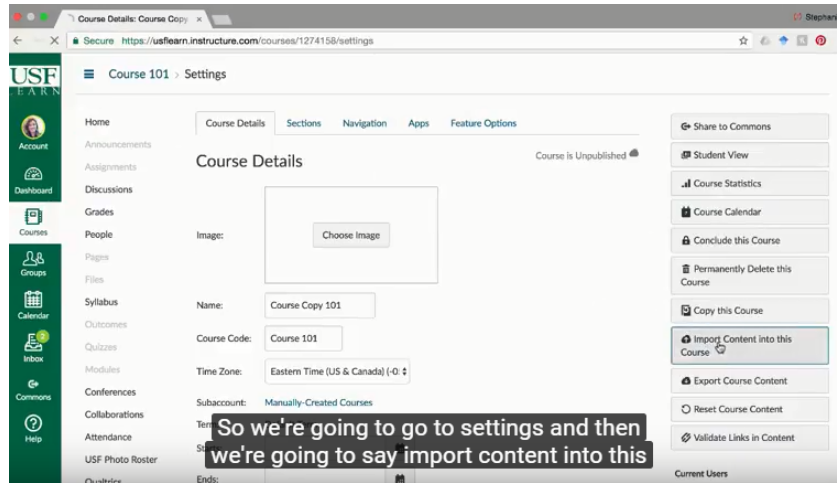 Course Details: Course Copy ×
Stephan
Secure https://usflearn.instructure.com/courses/1274158/settings
USF
LEARN
Course 101 › Settings
Account
Dashboard
Courses
Groups
Calendar
2
Inbox
Commons
Help
Home
Announcements
Assignments
Discussions
Grades
People
Pages
Files
Syllabus
Outcomes
Quizzes
Modules
Conferences
Collaborations
Attendance
USF Photo Roster
Qualtrics
Course Details Sections Navigation Apps Feature Options
Course Details
Course is Unpublished
Image:
Choose Image
Name: Course Copy 101
Course Code: Course 101
Time Zone: Eastern Time (US & Canada) (-0
Subaccount: Manually-Created Courses
Ends:
Share to Commons
Student View
Course Statistics
Course Calendar
Conclude this Course
Permanently Delete this
Course
Copy this Course
Import Content into this
Course
Export Course Content
Reset Course Content
Validate Links in Content
Current Users
So we're going to go to settings and then
we're going to say import content into this